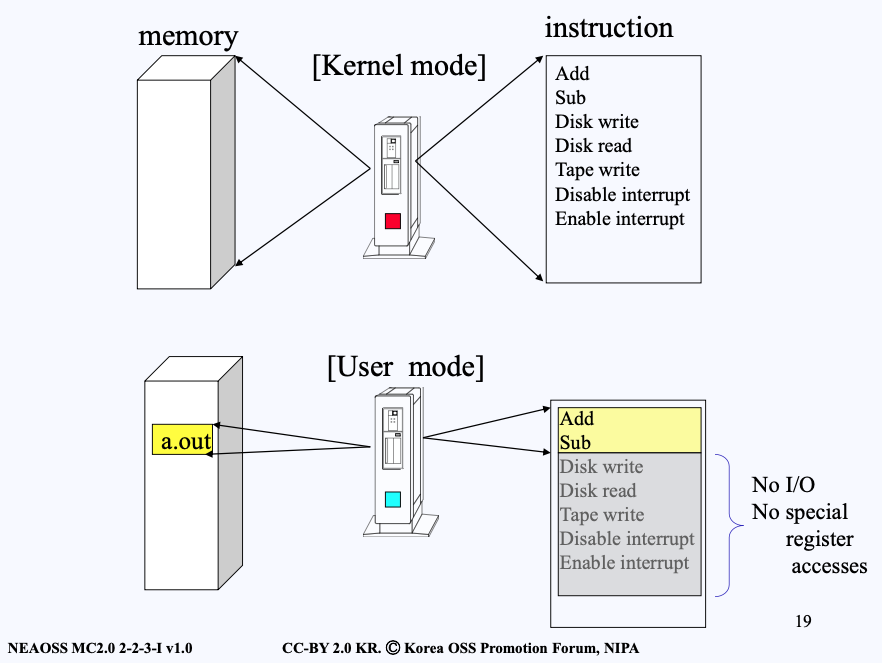 memory
[Kernel mode]
instruction
Add
Sub
Disk write
Disk read
Tape write
Disable interrupt
Enable interrupt
[User mode]
a.out
Add
Sub
Disk write
Disk read
Tape write
Disable interrupt
Enable interrupt
No I/O
No special
register
accesses
19
NEAOSS MC2.0 2-2-3-I v1.0
CC-BY 2.0 KR. Ⓒ Korea OSS Promotion Forum, NIPA